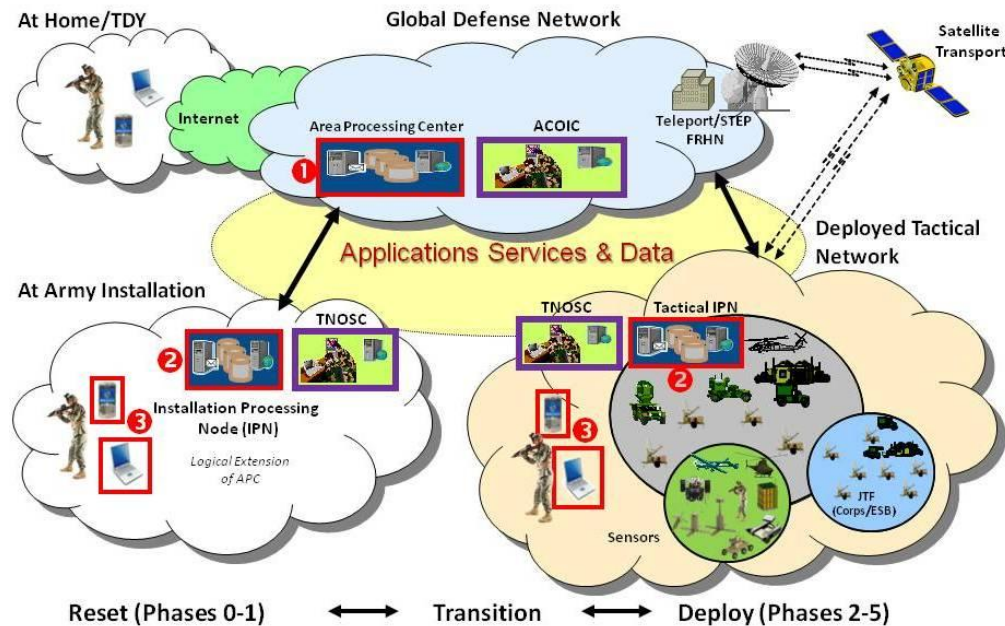 At Home/TDY
Global Defense Network
Satellite
Transport
Internet
Area Processing Center
ACOIC
Teleport/STEP
FRHN
1
Applications Services & Data
Deployed Tactical
Network
At Army Installation
TNOSC
2
Installation Processing
Node (IPN)
3
Logical Extension
of APC
TNOSC
Tactical IPN
2
3
JTF
(Corps/ESB)
Sensors
Reset (Phases 0-1)
Transition
Deploy (Phases 2-5)